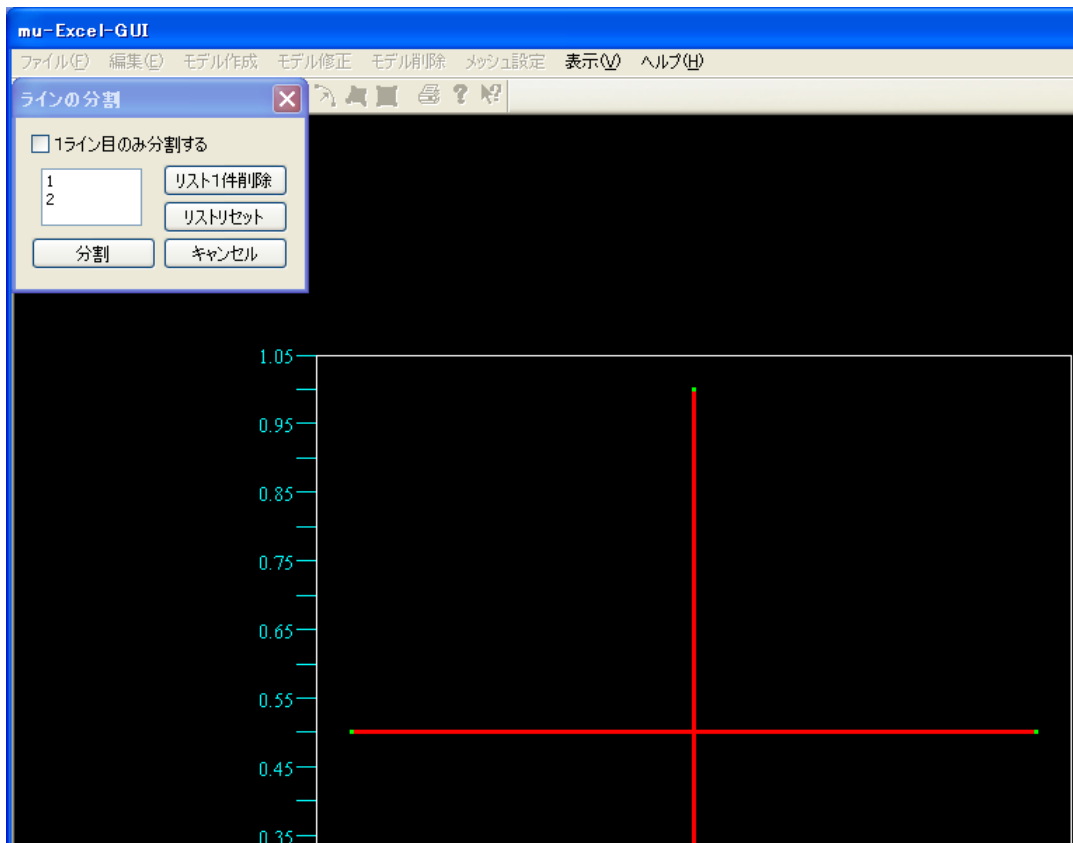 mu-Excel-GUI
ファイル(F) 編集(E) モデル作成 モデル修正 モデル削除 メッシュ設定 表示(V) ヘルプ(H)
ラインの分割
1ライン目のみ分割する
1
2
リスト1件削除
リストリセット
分割 キャンセル
1.05
0.95
0.85
0.75
0.65
0.55
0.45
0.35